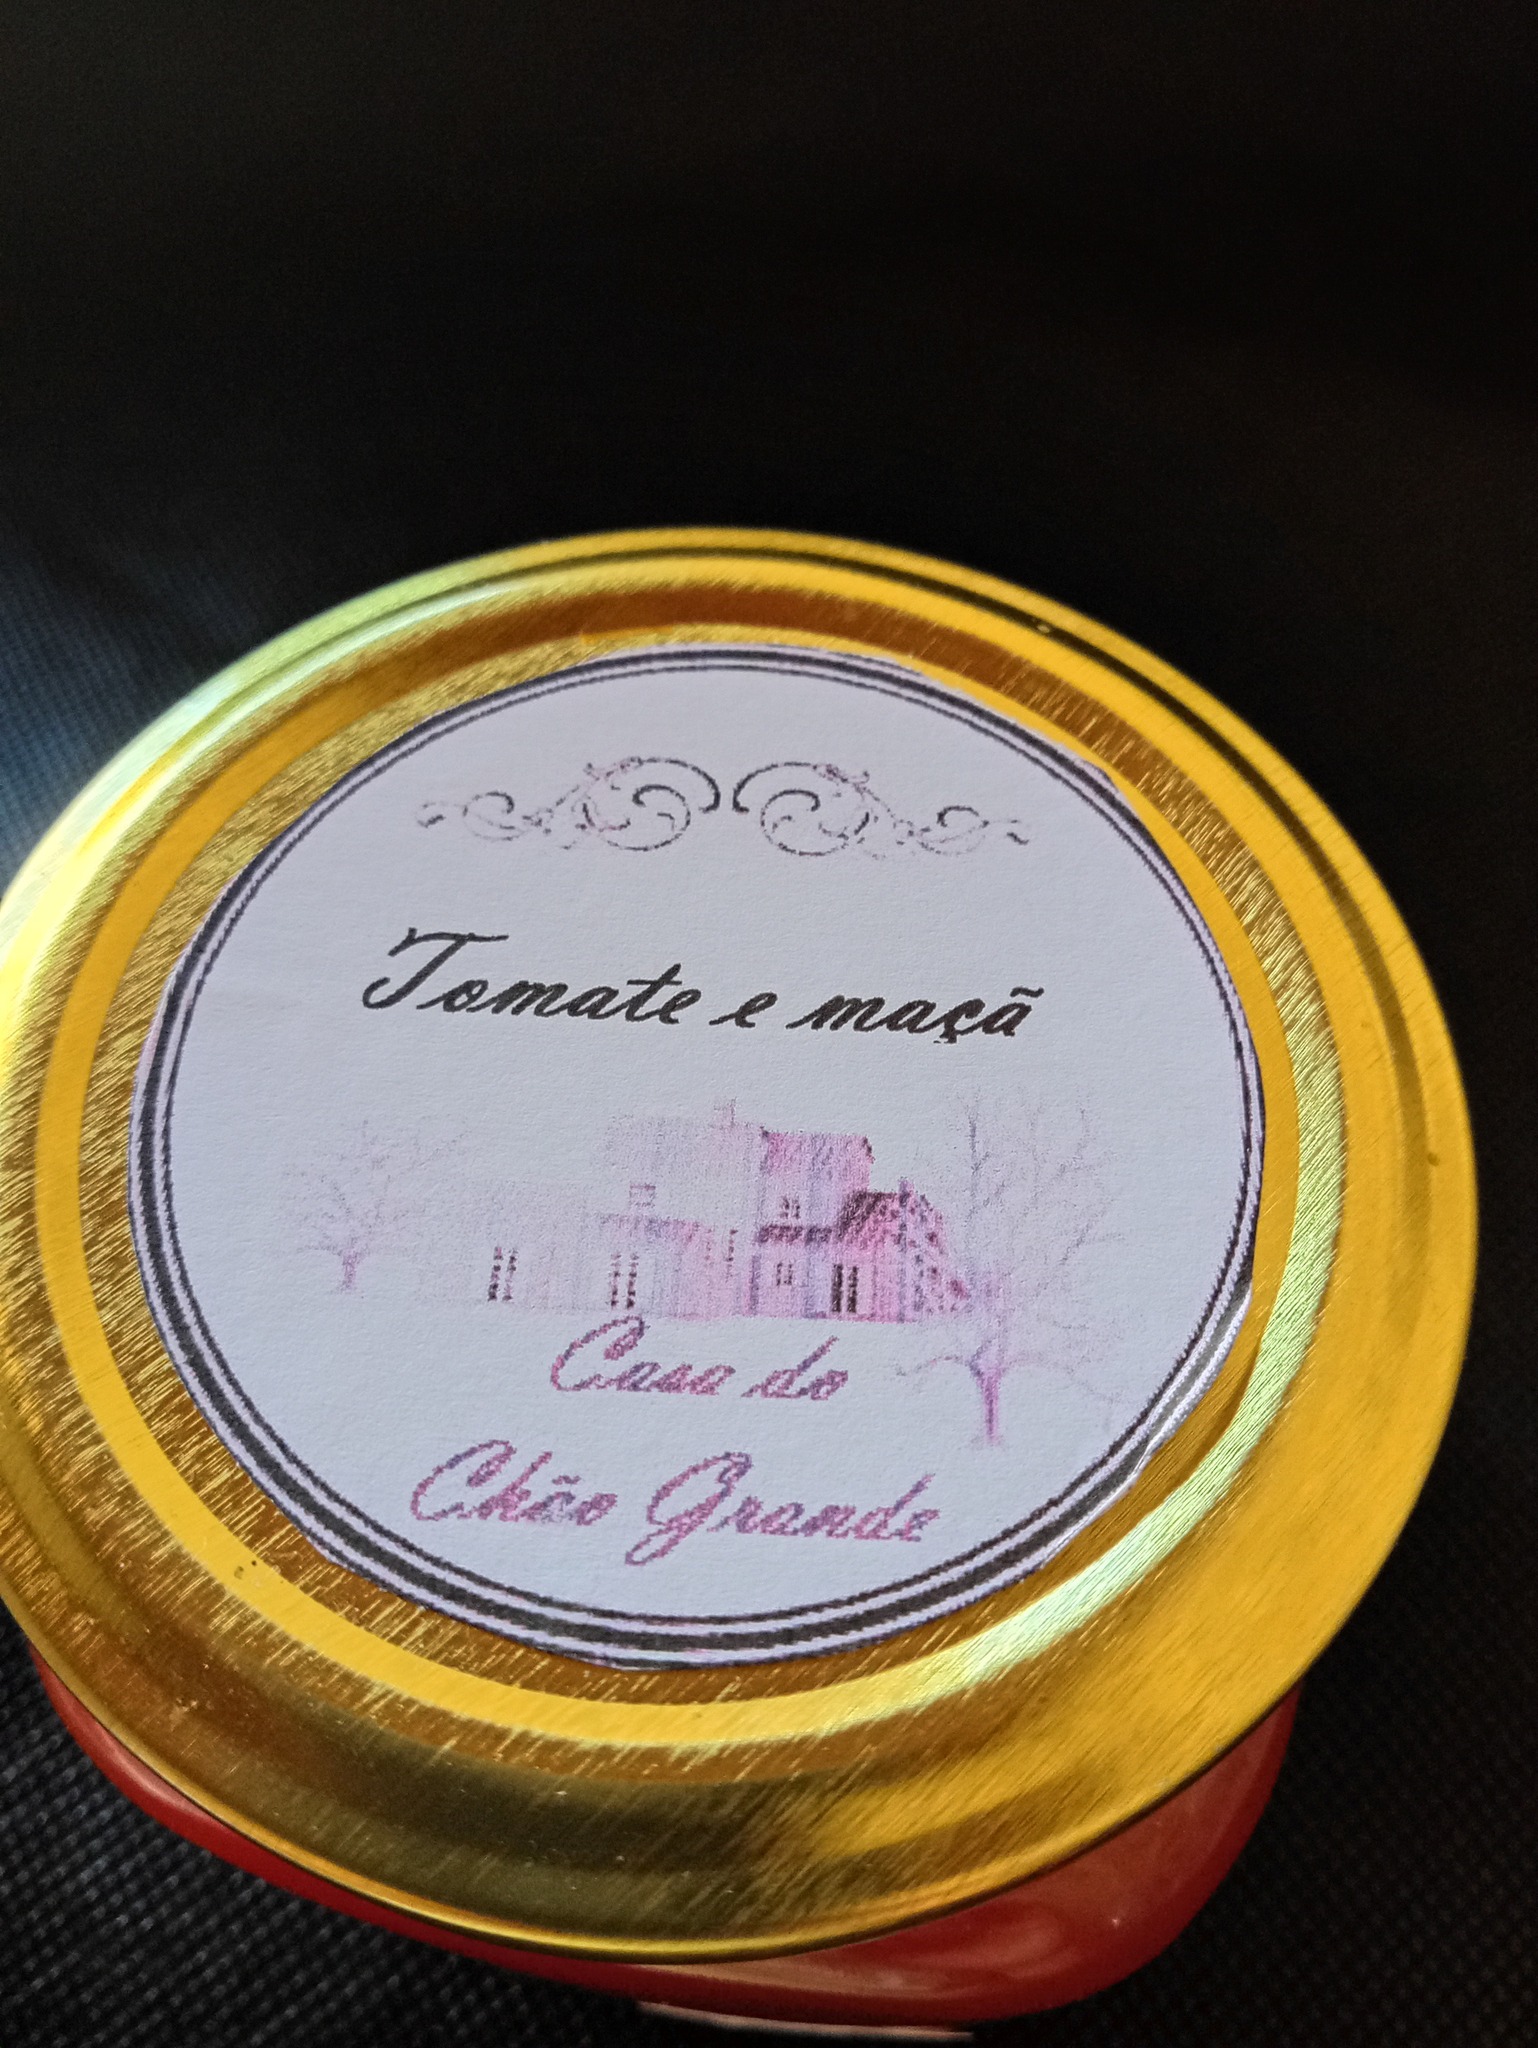 Tomate e maçã
Casa do
Chão Grande